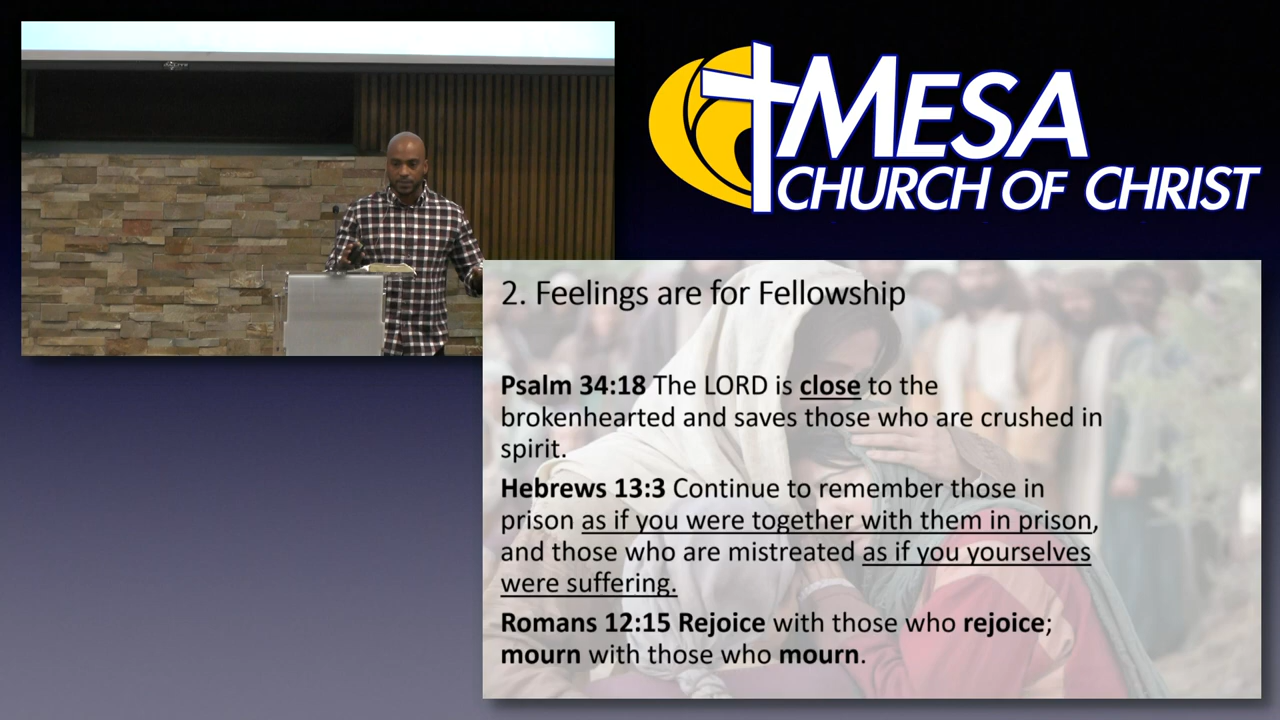 MESA
CHURCH OF CHRIST
2. Feelings are for Fellowship
Psalm 34:18 The LORD is close to the
brokenhearted and saves those who are crushed in
spirit.
Hebrews 13:3 Continue to remember those in
prison as if you were together with them in prison,
and those who are mistreated as if you yourselves
were suffering.
Romans 12:15 Rejoice with those who rejoice;
mourn with those who mourn.